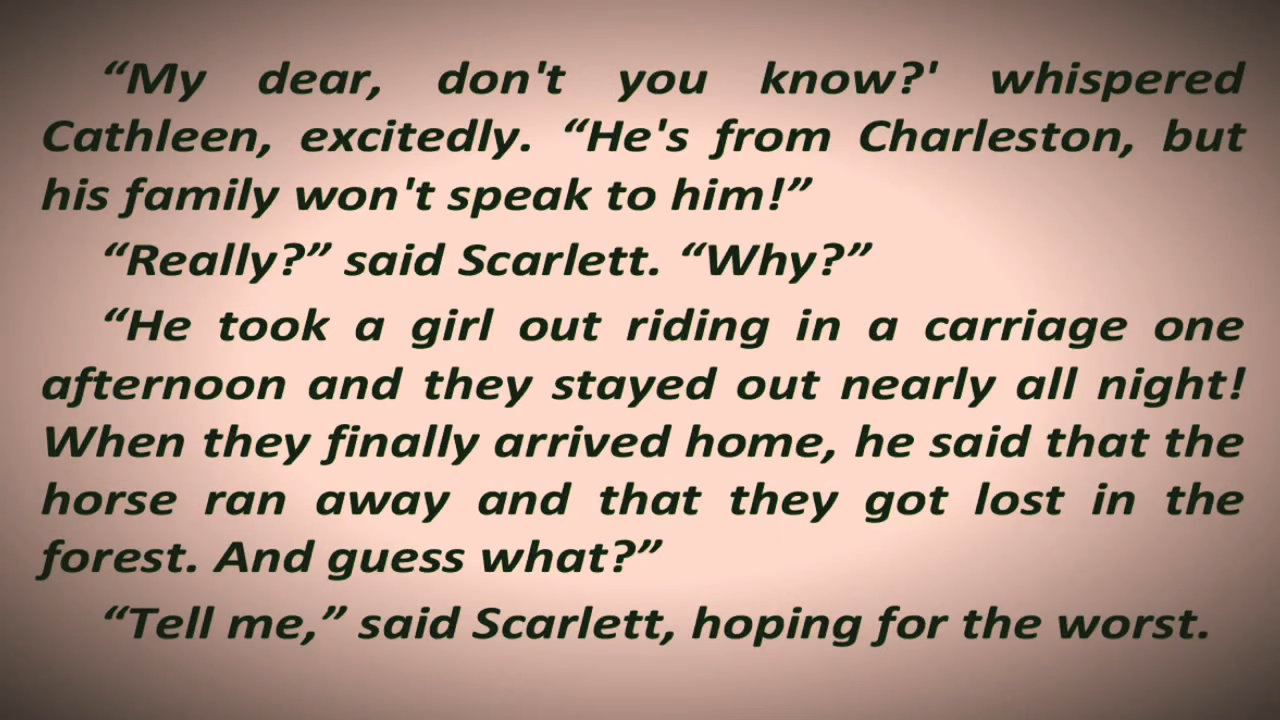 “My dear, don't you know?' whispered
Cathleen, excitedly. “He's from Charleston, but
his family won't speak to him!”
“Really?” said Scarlett. “Why?”
“He took a girl out riding in a carriage one
afternoon and they stayed out nearly all night!
When they finally arrived home, he said that the
horse ran away and that they got lost in the
forest. And guess what?”
“Tell me,” said Scarlett, hoping for the worst.